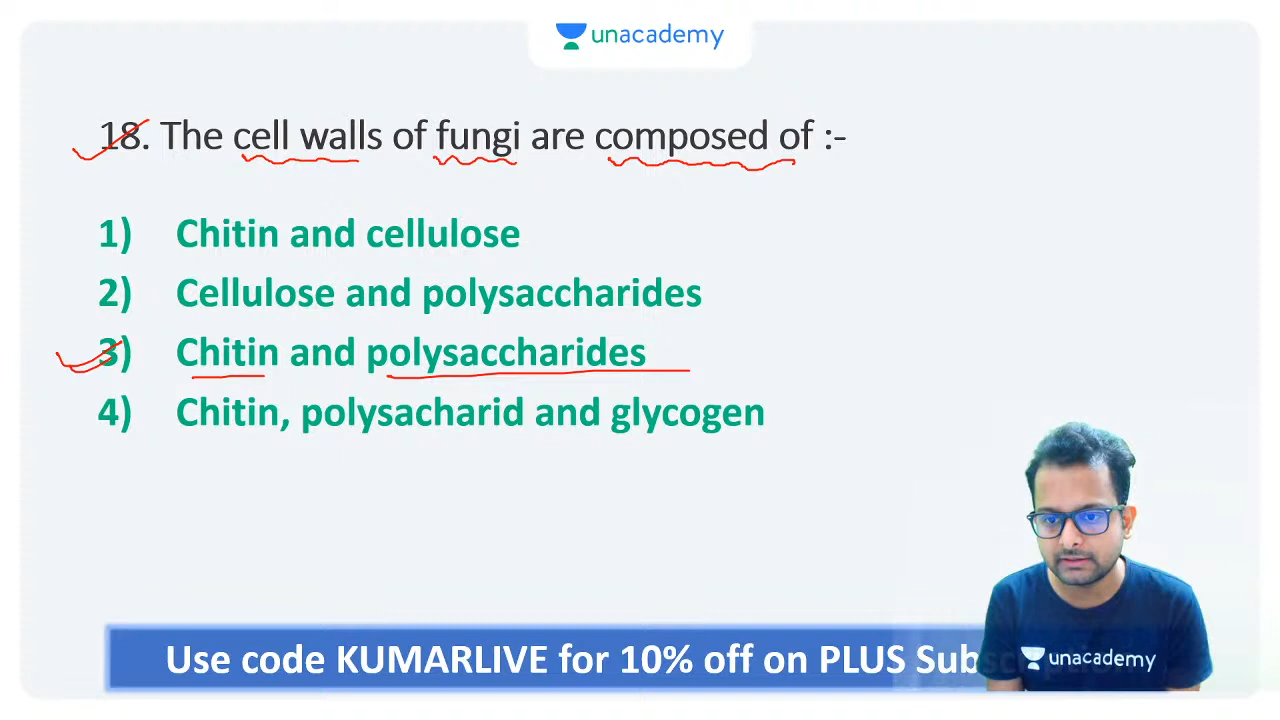 unacademy
18. The cell walls of fungi are composed of :-
1) Chitin and cellulose
2) Cellulose and polysaccharides
3) Chitin and polysaccharides
4) Chitin, polysacharid and glycogen
Use code KUMARLIVE for 10% off on PLUS
unacademy